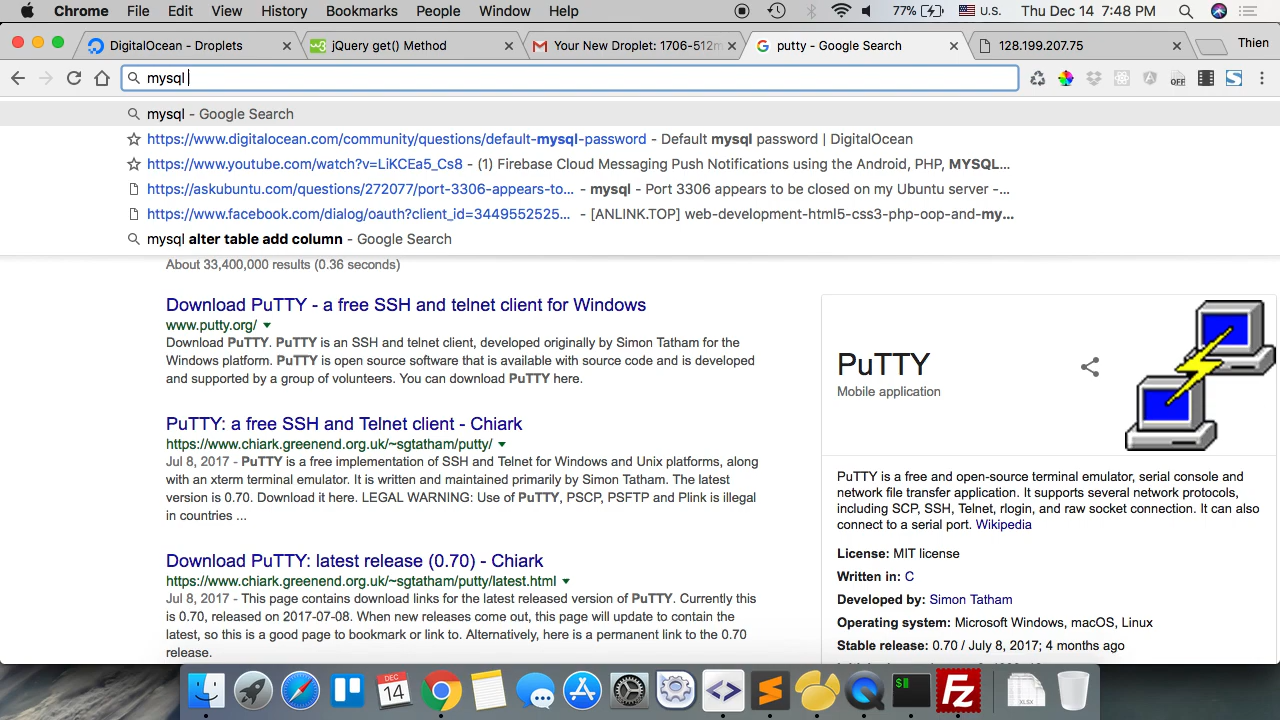 Chrome File Edit View History Bookmarks People Window Help 77% U.S. Thu Dec 14 7:48 PM
DigitalOcean - Droplets
jQuery get() Method
Your New Droplet: 1706-512m
putty - Google Search
128.199.207.75
Thien
mysql
OFF
mysql - Google Search
https://www.digitalocean.com/community/questions/default-mysql-password - Default mysql password | DigitalOcean
https://www.youtube.com/watch?v=LiKCEa5_Cs8 - (1) Firebase Cloud Messaging Push Notifications using the Android, PHP, MYSQL...
https://askubuntu.com/questions/272077/port-3306-appears-to... - mysql - Port 3306 appears to be closed on my Ubuntu server -...
https://www.facebook.com/dialog/oauth?client_id=3449552525... - [ANLINK.TOP] web-development-html5-css3-php-oop-and-my...
mysql alter table add column - Google Search
About 33,400,000 results (0.36 seconds)
Download PuTTY - a free SSH and telnet client for Windows
www.putty.org/
Download PuTTY. PuTTY is an SSH and telnet client, developed originally by Simon Tatham for the
Windows platform. PuTTY is open source software that is available with source code and is developed
and supported by a group of volunteers. You can download PuTTY here.
PuTTY: a free SSH and Telnet client - Chiark
https://www.chiark.greenend.org.uk/~sgtatham/putty/
Jul 8, 2017 - PuTTY is a free implementation of SSH and Telnet for Windows and Unix platforms, along
with an xterm terminal emulator. It is written and maintained primarily by Simon Tatham. The latest
version is 0.70. Download it here. LEGAL WARNING: Use of PuTTY, PSCP, PSFTP and Plink is illegal
in countries ...
Download PuTTY: latest release (0.70) - Chiark
https://www.chiark.greenend.org.uk/~sgtatham/putty/latest.html
Jul 8, 2017 - This page contains download links for the latest released version of PuTTY. Currently this
is 0.70, released on 2017-07-08. When new releases come out, this page will update to contain the
latest, so this is a good page to bookmark or link to. Alternatively, here is a permanent link to the 0.70
release.
PuTTY
Mobile application
PuTTY is a free and open-source terminal emulator, serial console and
network file transfer application. It supports several network protocols,
including SCP, SSH, Telnet, rlogin, and raw socket connection. It can also
connect to a serial port. Wikipedia
License: MIT license
Written in: C
Developed by: Simon Tatham
Operating system: Microsoft Windows, macOS, Linux
Stable release: 0.70 / July 8, 2017; 4 months ago
DEC
14
XLSX